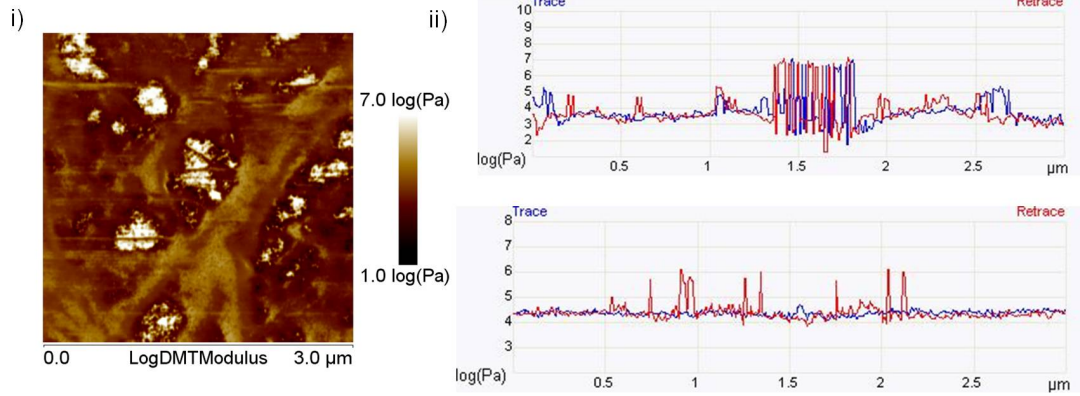 i)
7.0 log(Pa)
1.0 log(Pa)
0.0 LogDMTModulus 3.0 µm
ii)
Trace Retrace
10
9
8
7
6
5
4
3
2
log(Pa) 0.5 1 1.5 2 2.5 µm
Trace Retrace
8
7
6
5
4
3
log(Pa) 0.5 1 1.5 2 2.5 µm